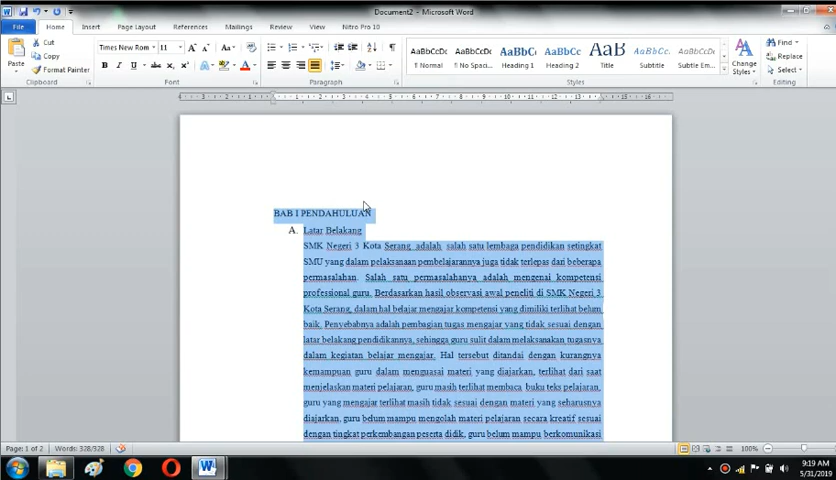 Document2 - Microsoft Word
File Home Insert Page Layout References Mailings Review View Nitro Pro 10
Paste
Cut
Copy
Format Painter
Clipboard
Times New Rom 11
B I U abc
Font
Paragraph
AaBbCcDc AaBbCcDc AaBbC AaBbCc AaB AaBbCc. AaBbCcDc
¶ Normal ¶ No Spac... Heading 1 Heading 2 Title Subtitle Subtle Em...
Styles
Change
Styles
Find
Replace
Select
Editing
BAB I PENDAHULUAN
A. Latar Belakang
SMK Negeri 3 Kota Serang adalah salah satu lembaga pendidikan setingkat
SMU yang dalam pelaksanaan pembelajarannya juga tidak terlepas dari beberapa
permasalahan. Salah satu permasalahanya adalah mengenai kompetensi
professional guru. Berdasarkan hasil observasi awal peneliti di SMK Negeri 3
Kota Serang, dalam hal belajar mengajar kompetensi yang dimiliki terlihat belum
baik. Penyebabnya adalah pembagian tugas mengajar yang tidak sesuai dengan
latar belakang pendidikannya, sehingga guru sulit dalam melaksanakan tugasnya
dalam kegiatan belajar mengajar. Hal tersebut ditandai dengan kurangnya
kemampuan guru dalam menguasai materi yang diajarkan, terlihat dari saat
menjelaskan materi pelajaran, guru masih terlihat membaca buku teks pelajaran,
guru yang mengajar terlihat masih tidak sesuai dengan materi yang seharusnya
diajarkan, guru belum mampu mengolah materi pelajaran secara kreatif sesuai
dengan tingkat perkembangan peserta didik, guru belum mampu berkomunikasi
Page: 1 of 2 Words: 328/328 100%
9:19 AM
5/31/2019